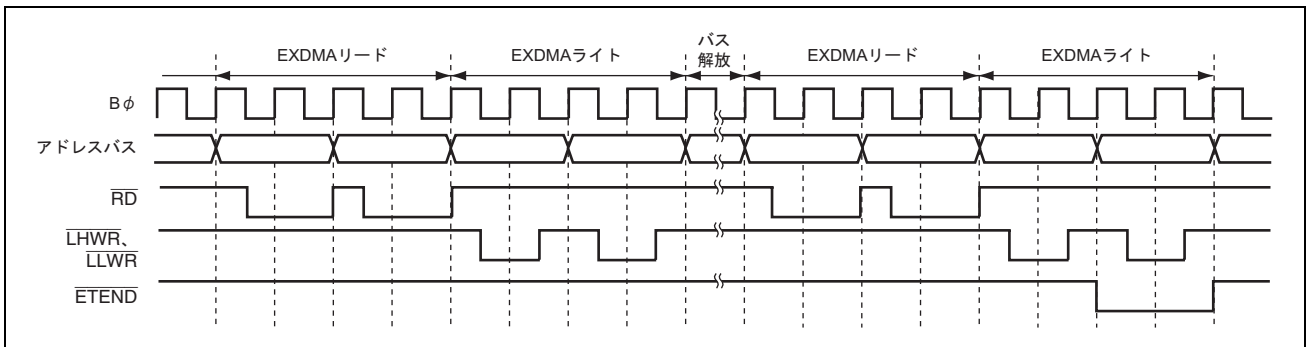 EXDMAリード
EXDMAライト
バス
解放
EXDMAリード
EXDMAライト
Bφ
アドレスバス
RD
LHWR、
LLWR
ETEND